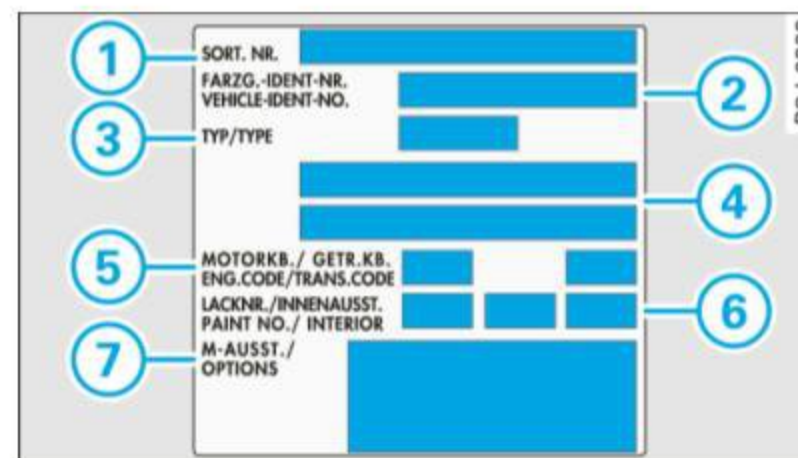 1 SORT. NR.
FARZG.-IDENT-NR.
VEHICLE-IDENT-NO. 2
3 TYP/TYPE
4
5 MOTORKB./ GETR.KB.
ENG.CODE/TRANS.CODE
LACKNR./INNENAUSST.
PAINT NO./ INTERIOR 6
7 M-AUSST./
OPTIONS